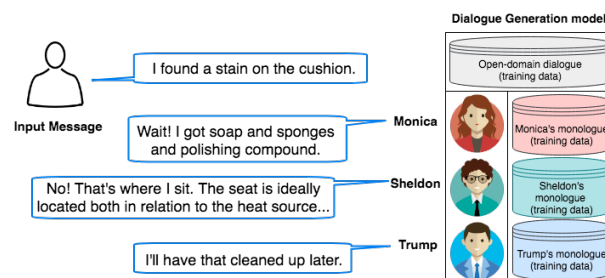 Dialogue Generation model
I found a stain on the cushion.
Open-domain dialogue
(training data)
Input Message
Wait! I got soap and sponges
and polishing compound.
Monica
Monica's monologue
(training data)
No! That's where I sit. The seat is ideally
located both in relation to the heat source...
Sheldon
Sheldon's
monologue
(training data)
I'll have that cleaned up later.
Trump
Trump's monologue
(training data)